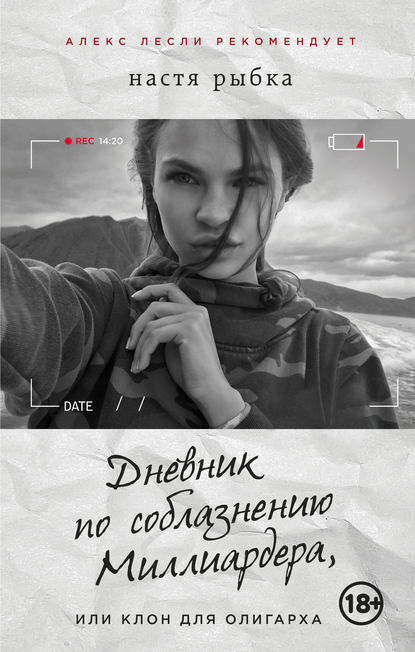 АЛЕКС ЛЕСЛИ РЕКОМЕНДУЕТ
настя рыбка
REC 14:20
DATE / /
Дневник
по соблазнению
Миллиардера,
ИЛИ КЛОН ДЛЯ ОЛИГАРХА
18+